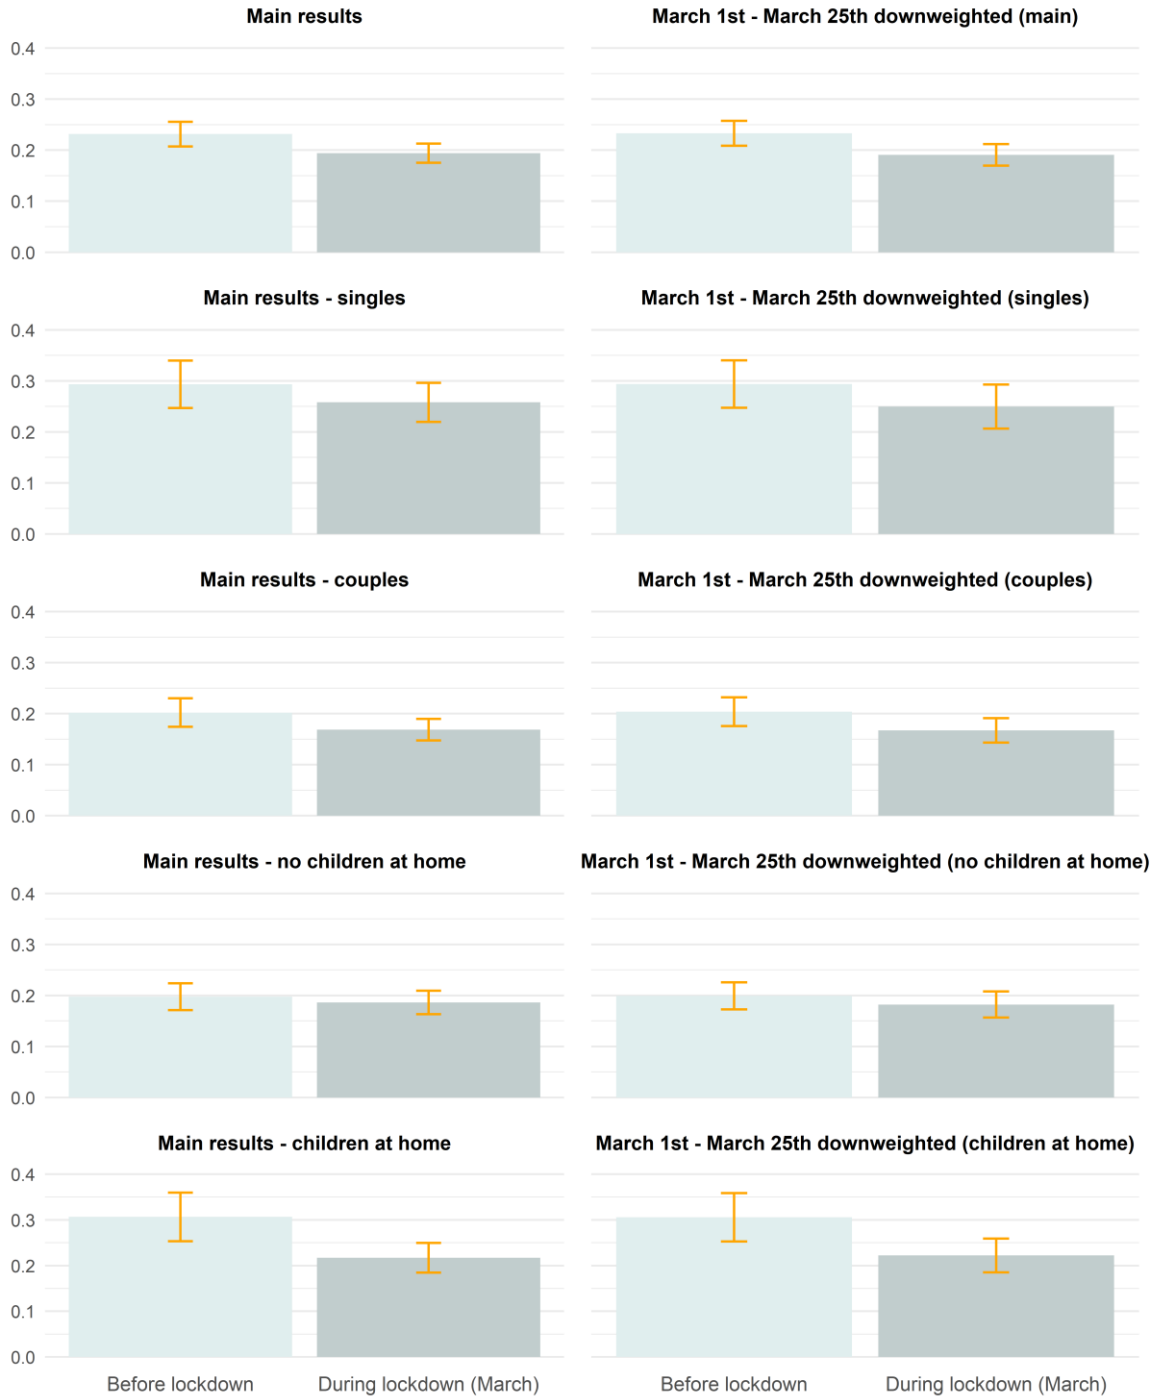 Main results
March 1st - March 25th downweighted (main)
0.4
0.3
0.2
0.1
0.0
Main results - singles
March 1st - March 25th downweighted (singles)
0.4
0.3
0.2
0.1
0.0
Main results - couples
March 1st - March 25th downweighted (couples)
0.4
0.3
0.2
0.1
0.0
Main results - no children at home
March 1st - March 25th downweighted (no children at home)
0.4
0.3
0.2
0.1
0.0
Main results - children at home
March 1st - March 25th downweighted (children at home)
0.4
0.3
0.2
0.1
0.0
Before lockdown
During lockdown (March)
Before lockdown
During lockdown (March)